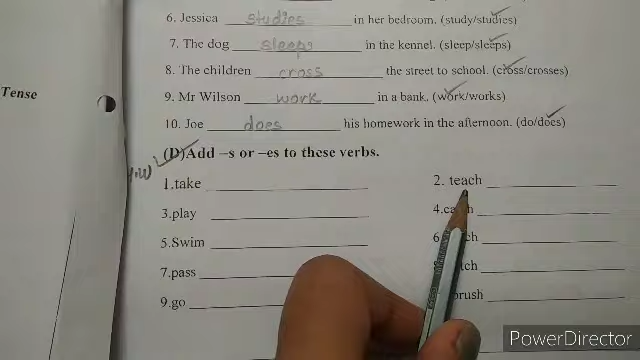 6. Jessica studies in her bedroom. (study/studies)
7. The dog sleeps in the kennel. (sleep/sleeps)
8. The children cross the street to school. (cross/crosses)
Tense
9. Mr Wilson work in a bank. (work/works)
10. Joe does his homework in the afternoon. (do/does)
(D)Add –s or –es to these verbs.
1.take 2. teach
3.play 4.
5.Swim 6
7.pass
9.go brush
PowerDirector